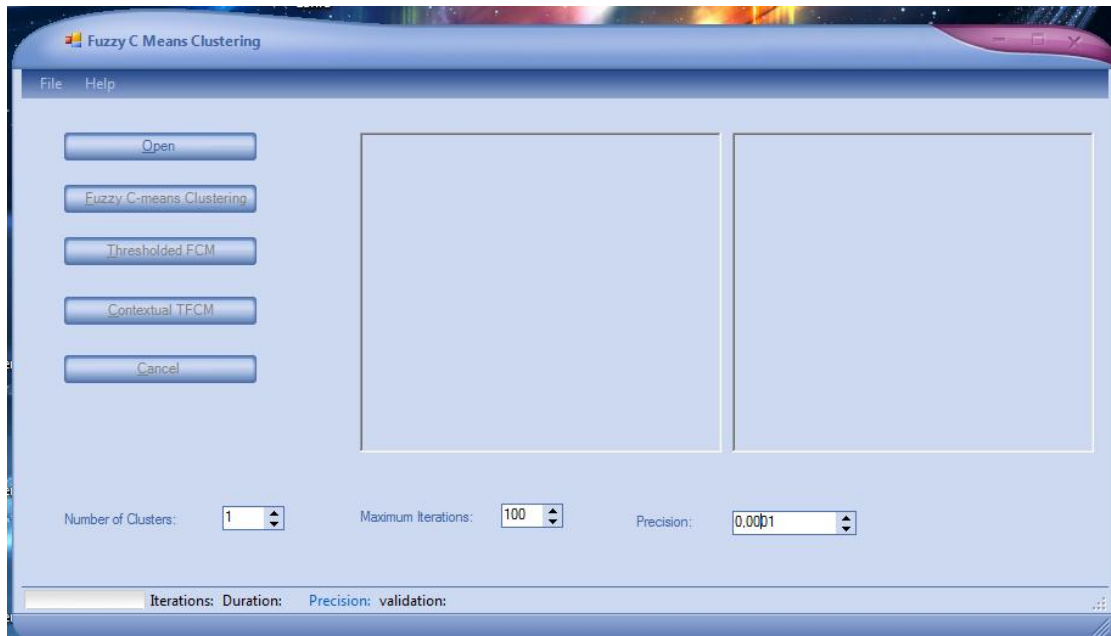 Fuzzy C Means Clustering
File Help
Open
Fuzzy C-means Clustering
Thresholded FCM
Contextual TFCM
Cancel
Number of Clusters: 1 Maximum Iterations: 100 Precision: 0,0001
Iterations: Duration: Precision: validation: